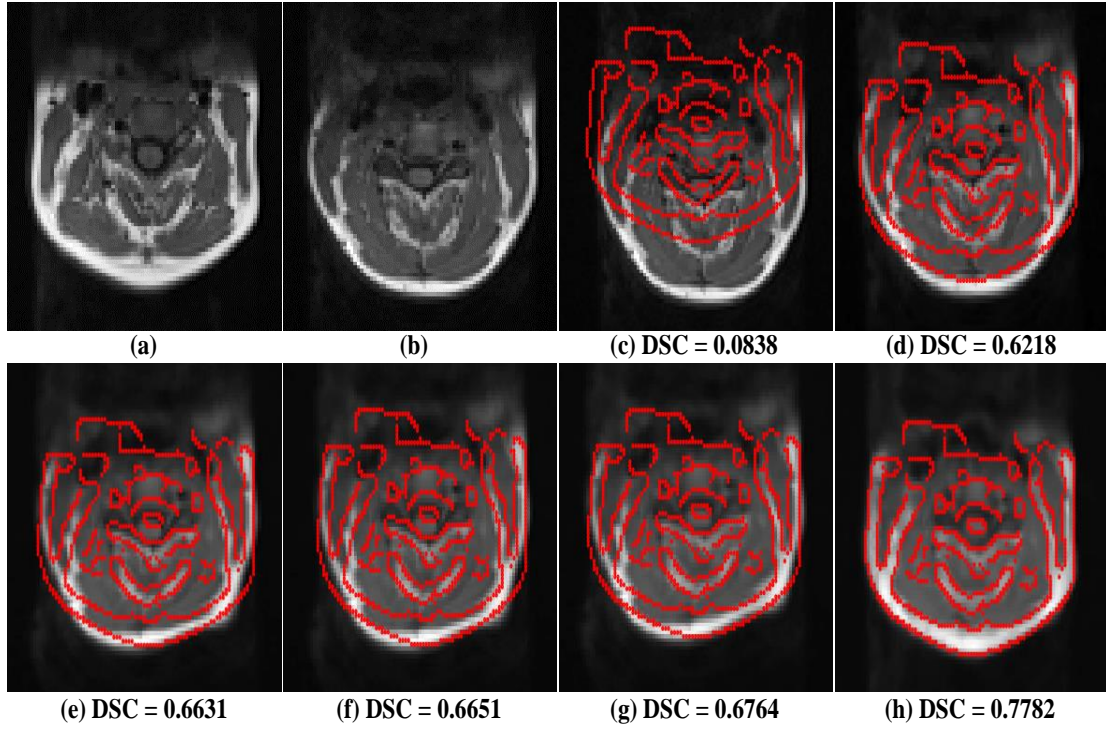 (a)
(b)
(c) DSC = 0.0838
(d) DSC = 0.6218
(e) DSC = 0.6631
(f) DSC = 0.6651
(g) DSC = 0.6764
(h) DSC = 0.7782